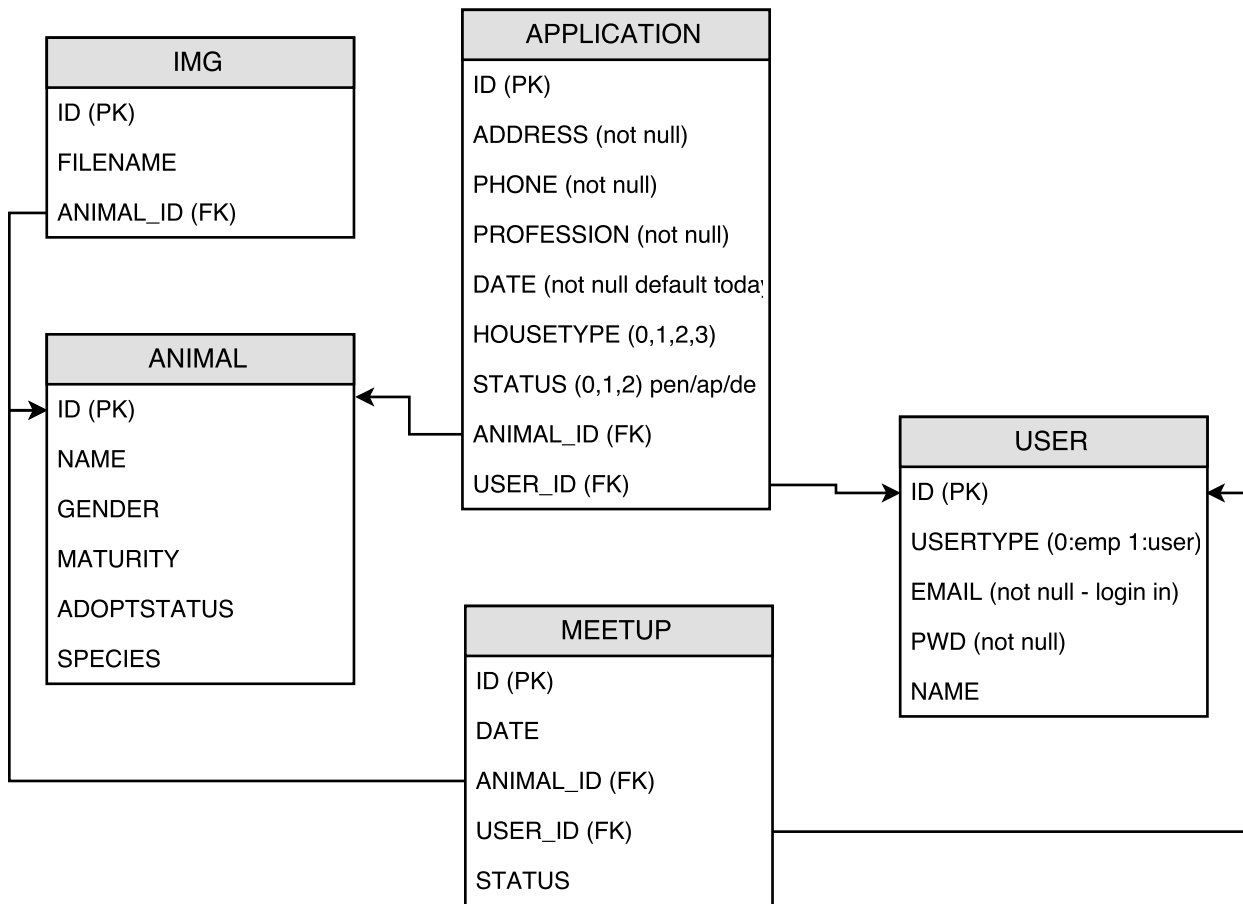 IMG
ID (PK)
FILENAME
ANIMAL_ID (FK)
ANIMAL
ID (PK)
NAME
GENDER
MATURITY
ADOPTSTATUS
SPECIES
APPLICATION
ID (PK)
ADDRESS (not null)
PHONE (not null)
PROFESSION (not null)
DATE (not null default today
HOUSETYPE (0,1,2,3)
STATUS (0,1,2) pen/ap/de
ANIMAL_ID (FK)
USER_ID (FK)
MEETUP
ID (PK)
DATE
ANIMAL_ID (FK)
USER_ID (FK)
STATUS
USER
ID (PK)
USERTYPE (0:emp 1:user)
EMAIL (not null - login in)
PWD (not null)
NAME